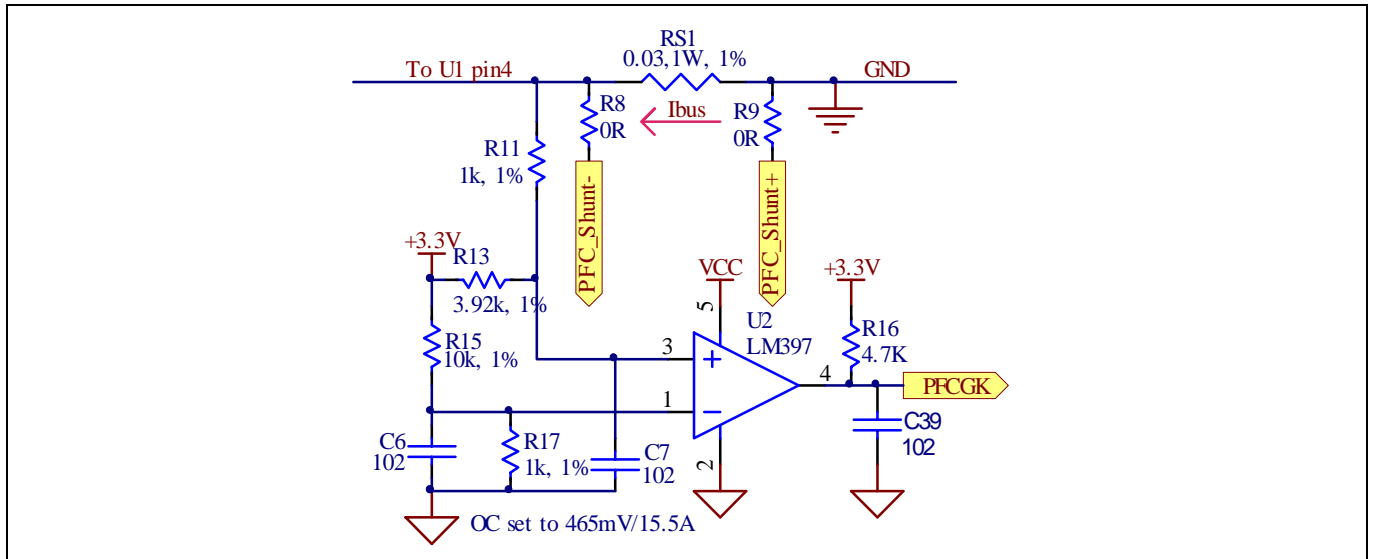 RS1
0.03,1W, 1%
To U1 pin4
GND
R8
0R
Ibus
R9
0R
R11
1k, 1%
PFC_Shunt-
PFC_Shunt+
+3.3V
R13
3.92k, 1%
VCC
+3.3V
5
U2
LM397
R15
10k, 1%
R16
4.7K
3
4
PFCGK
1
C6
102
R17
1k, 1%
C7
102
2
C39
102
OC set to 465mV/15.5A